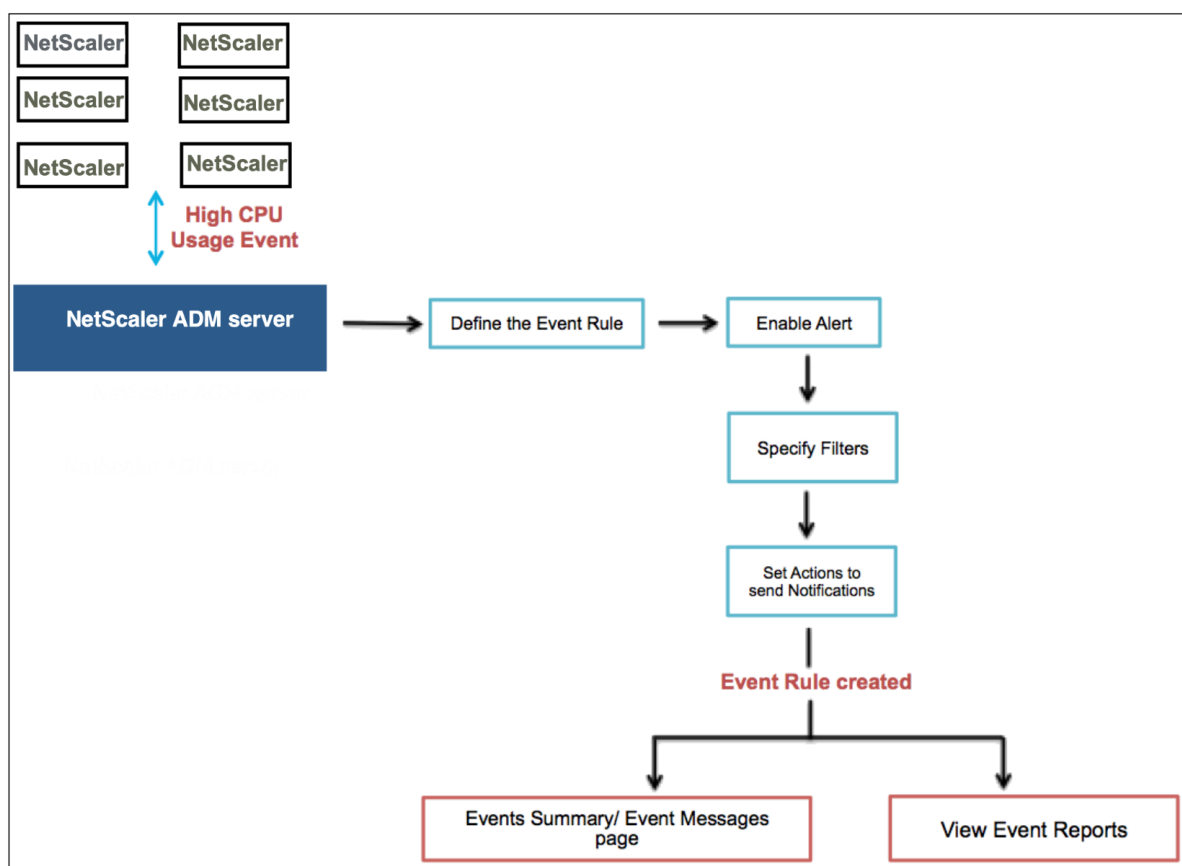 NetScaler
NetScaler
NetScaler
NetScaler
NetScaler
NetScaler
High CPU
Usage Event
NetScaler ADM server
Define the Event Rule
Enable Alert
Specify Filters
Set Actions to
send Notifications
Event Rule created
Events Summary/ Event Messages
page
View Event Reports